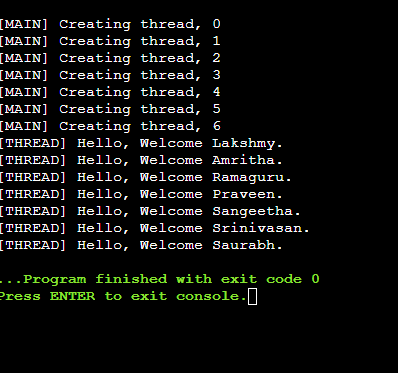 [MAIN] Creating thread, 0
[MAIN] Creating thread, 1
[MAIN] Creating thread, 2
[MAIN] Creating thread, 3
[MAIN] Creating thread, 4
[MAIN] Creating thread, 5
[MAIN] Creating thread, 6
[THREAD] Hello, Welcome Lakshmy.
[THREAD] Hello, Welcome Amritha.
[THREAD] Hello, Welcome Ramaguru.
[THREAD] Hello, Welcome Praveen.
[THREAD] Hello, Welcome Sangeetha.
[THREAD] Hello, Welcome Srinivasan.
[THREAD] Hello, Welcome Saurabh.
...Program finished with exit code 0
Press ENTER to exit console.